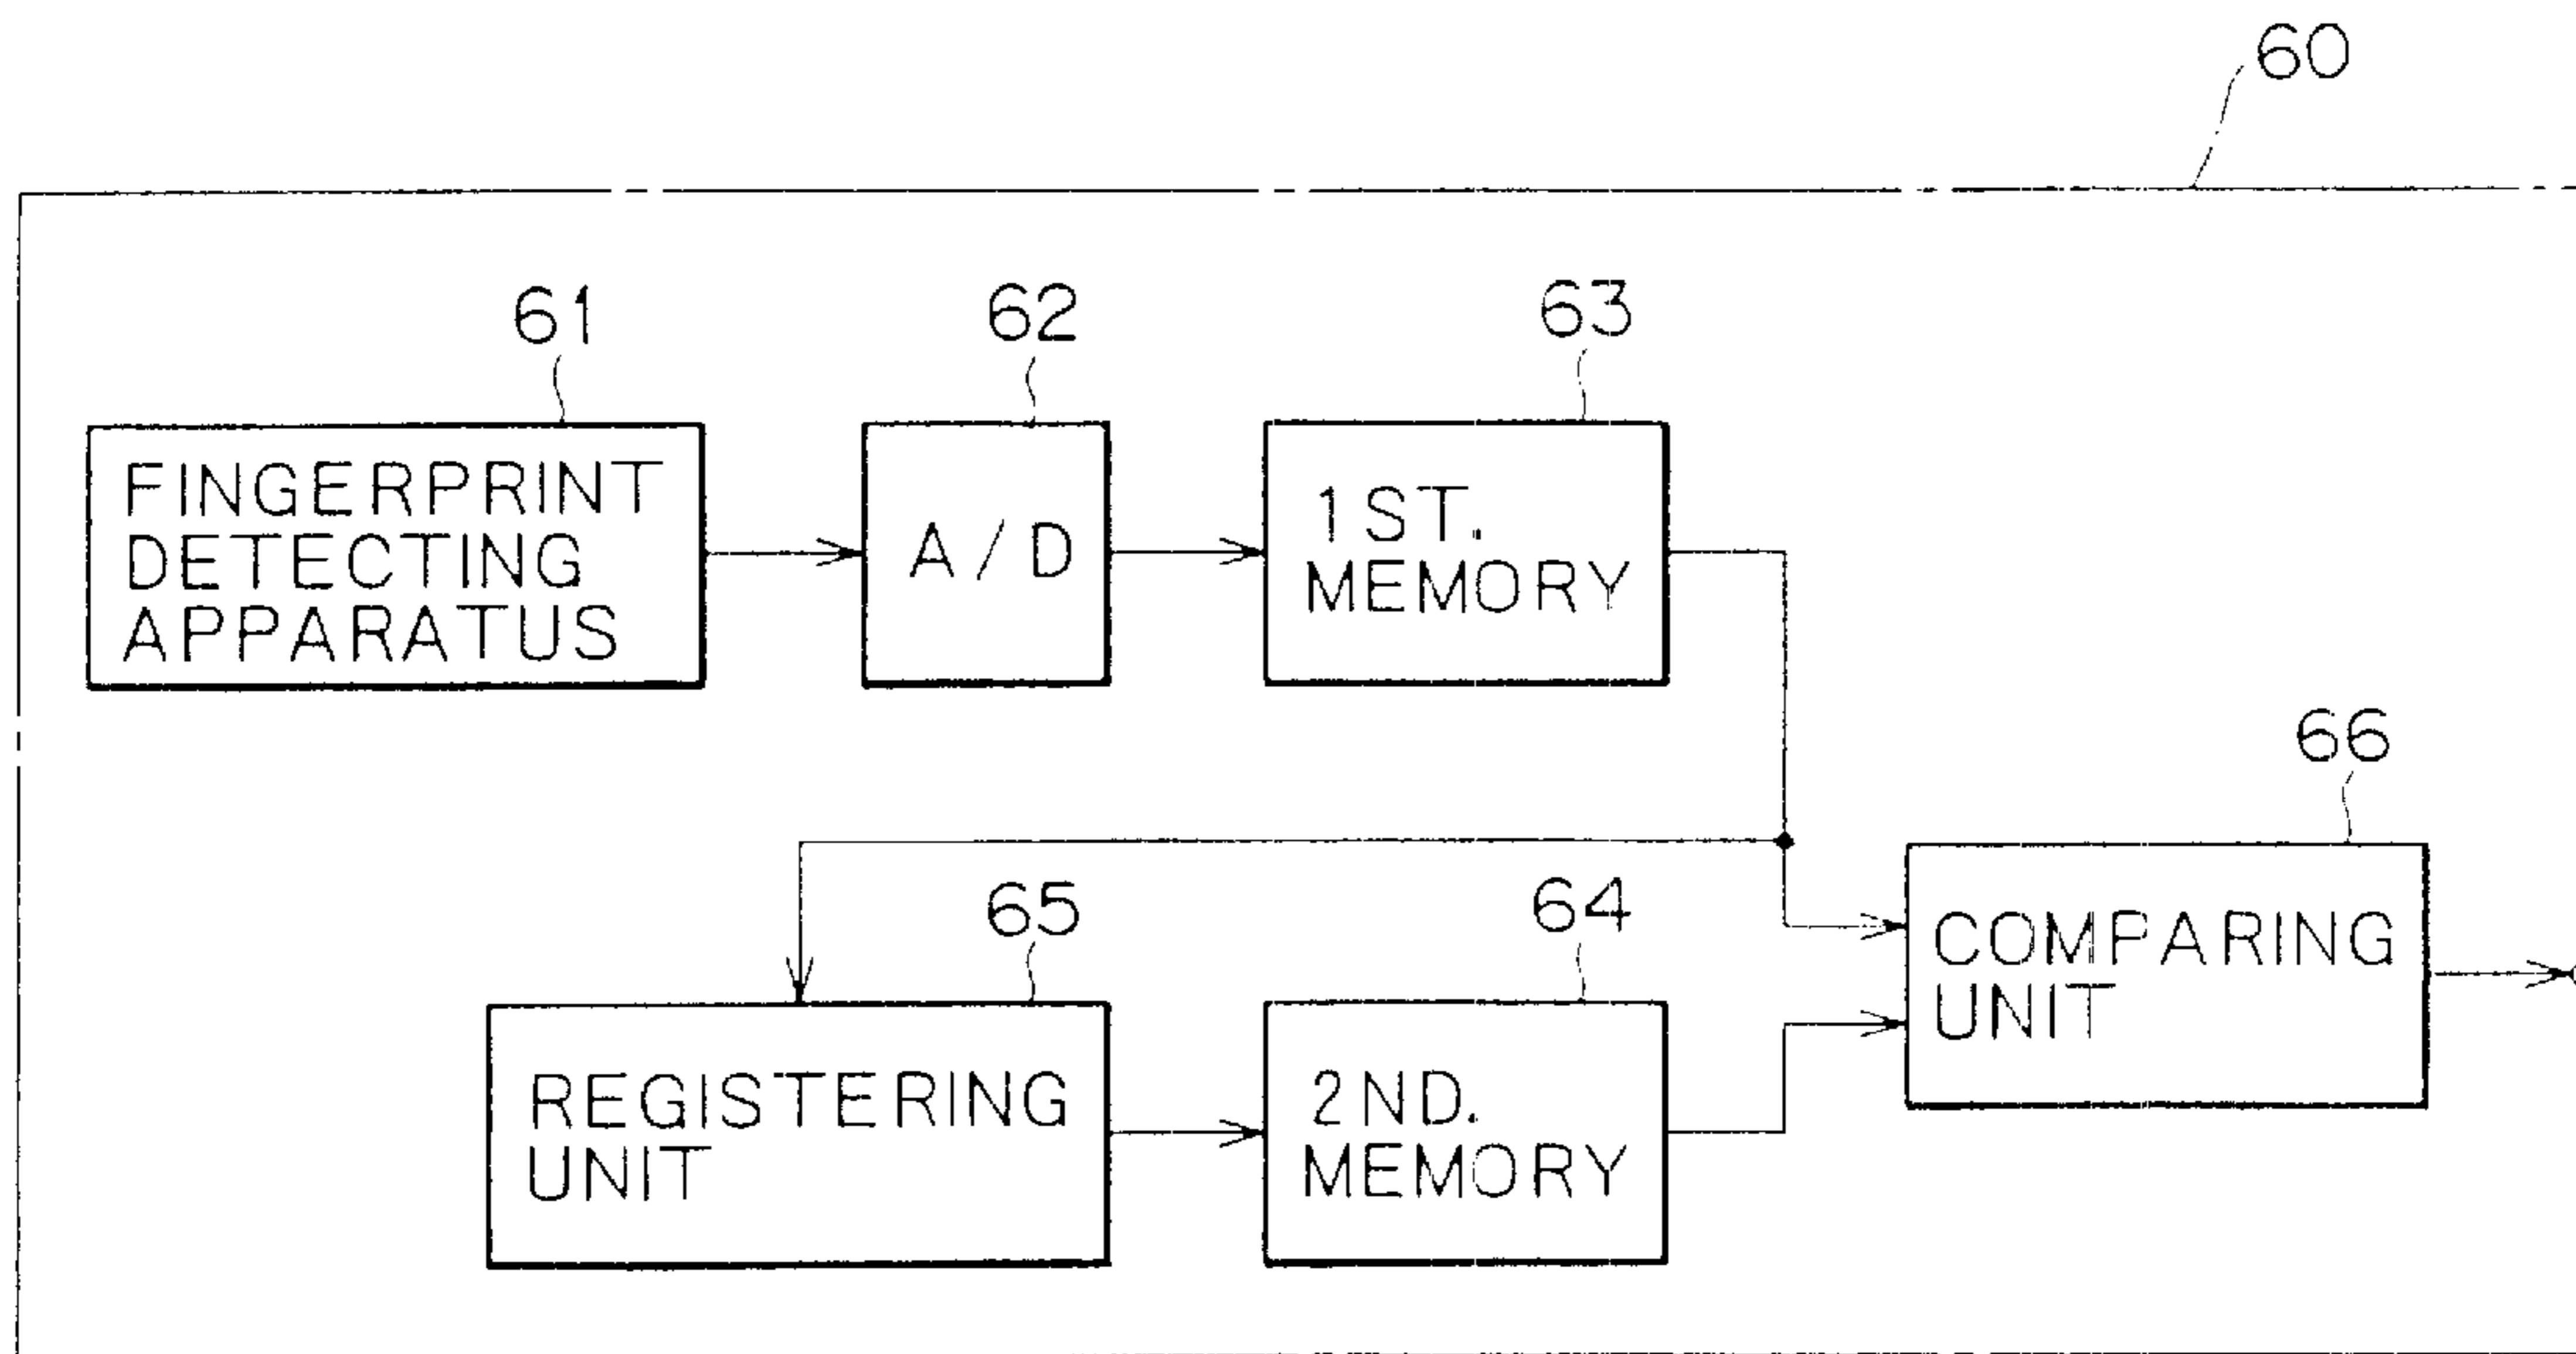 60
61
62
63
FINGERPRINT
DETECTING
APPARATUS
A/D
1ST.
MEMORY
66
65
64
COMPARING
UNIT
REGISTERING
UNIT
2ND.
MEMORY